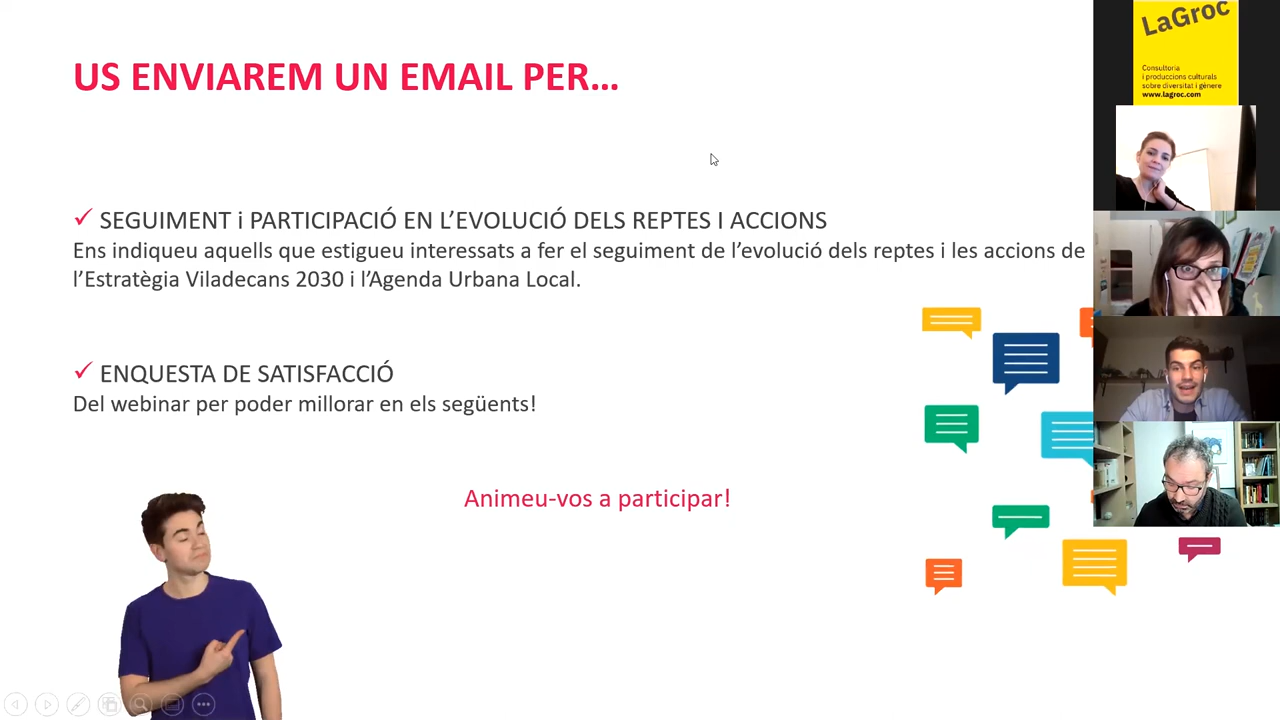 US ENVIAREM UN EMAIL PER...
✓ SEGUIMENT i PARTICIPACIÓ EN L'EVOLUCIÓ DELS REPTES I ACCIONS
Ens indiqueu aquells que estigueu interessats a fer el seguiment de l'evolució dels reptes i les accions de
l'Estratègia Viladecans 2030 i l'Agenda Urbana Local.
✓ ENQUESTA DE SATISFACCIÓ
Del webinar per poder millorar en els següents!
Animeu-vos a participar!
LaGroc
Consultoria
i produccions culturals
sobre diversitat i gènere
www.lagroc.com